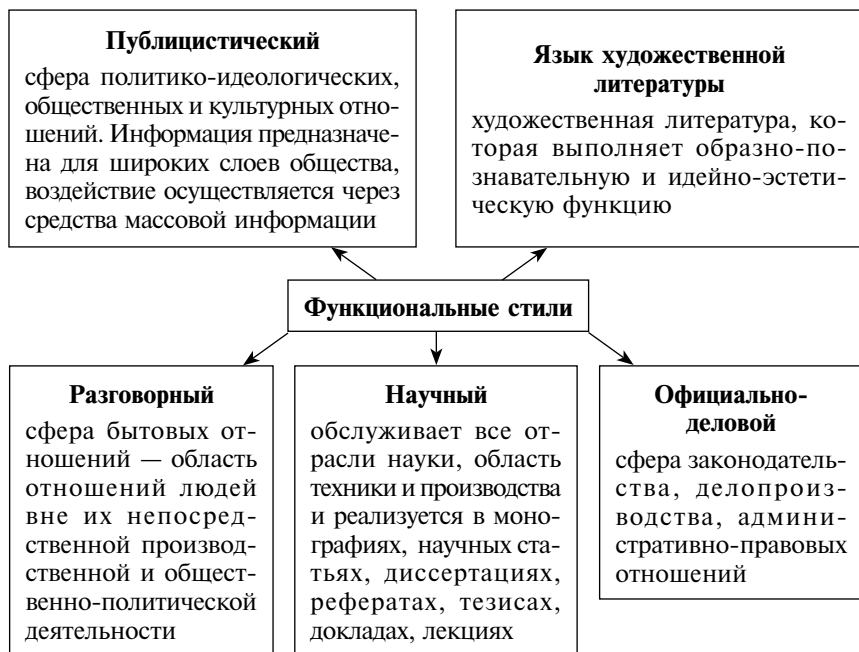 Публицистический
сфера политико-идеологических,
общественных и культурных отно-
шений. Информация предназначе-
на для широких слоев общества,
воздействие осуществляется через
средства массовой информации
Язык художественной
литературы
художественная литература, ко-
торая выполняет образно-по-
знавательную и идейно-эстети-
ческую функцию
Функциональные стили
Разговорный
сфера бытовых от-
ношений — область
отношений людей
вне их непосред-
ственной производ-
ственной и общест-
венно-политической
деятельности
Научный
обслуживает все от-
расли науки, область
техники и производства
и реализуется в моно-
графиях, научных ста-
тьях, диссертациях,
рефератах, тезисах,
докладах, лекциях
Официально-
деловой
сфера законодатель-
ства, делопроиз-
водства, админи-
стративно-правовых
отношений